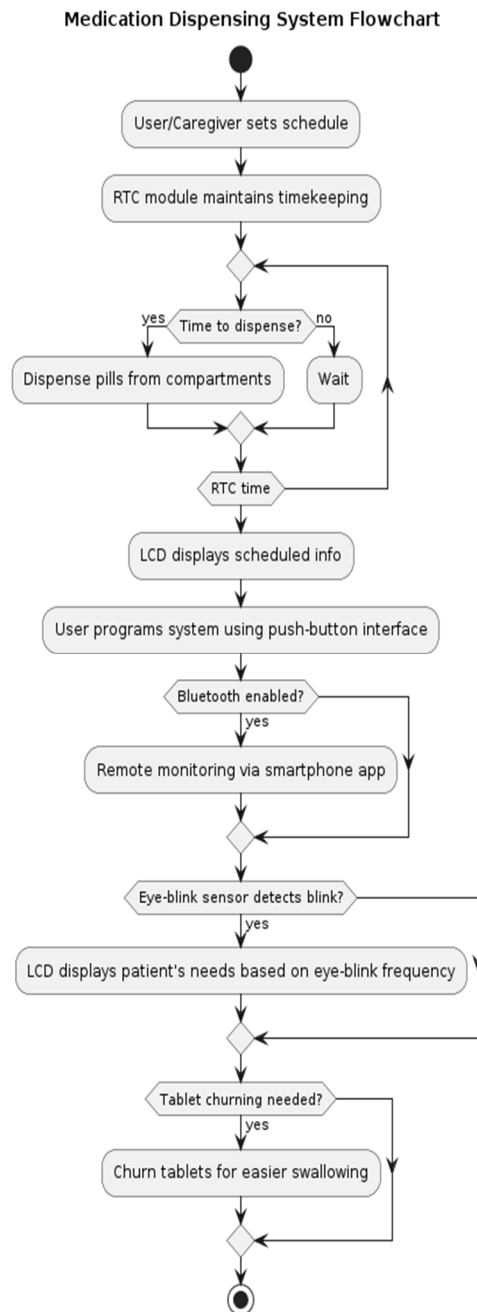 Medication Dispensing System Flowchart
User/Caregiver sets schedule
RTC module maintains timekeeping
yes
Time to dispense?
no
Dispense pills from compartments
Wait
RTC time
LCD displays scheduled info
User programs system using push-button interface
Bluetooth enabled?
yes
Remote monitoring via smartphone app
Eye-blink sensor detects blink?
yes
LCD displays patient's needs based on eye-blink frequency
Tablet churning needed?
yes
Churn tablets for easier swallowing